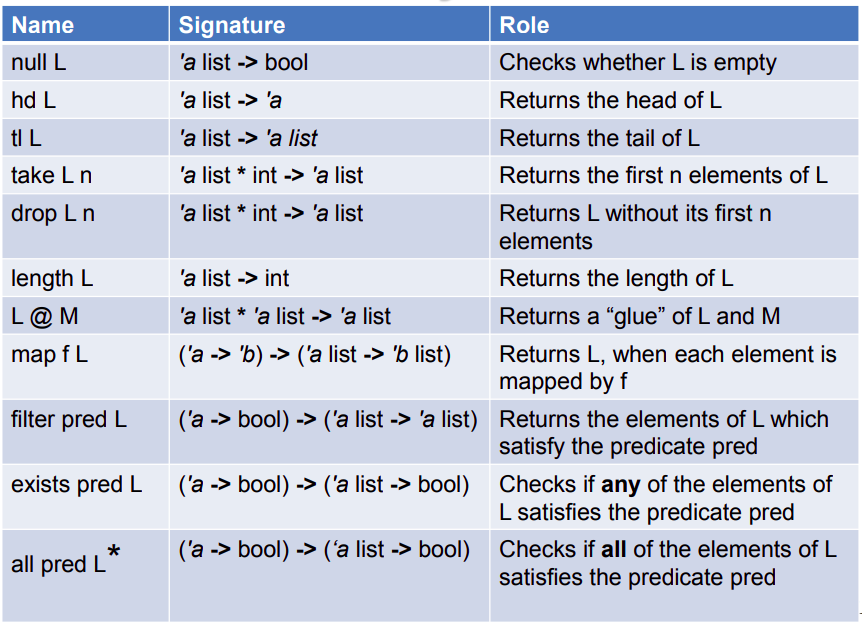 Name Signature Role
null L 'a list -> bool Checks whether L is empty
hd L 'a list -> 'a Returns the head of L
tl L 'a list -> 'a list Returns the tail of L
take L n 'a list * int -> 'a list Returns the first n elements of L
drop L n 'a list * int -> 'a list Returns L without its first n
elements
length L 'a list -> int Returns the length of L
L @ M 'a list * 'a list -> 'a list Returns a “glue” of L and M
map f L ('a -> 'b) -> ('a list -> 'b list) Returns L, when each element is
mapped by f
filter pred L ('a -> bool) -> ('a list -> 'a list) Returns the elements of L which
satisfy the predicate pred
exists pred L ('a -> bool) -> ('a list -> bool) Checks if any of the elements of
L satisfies the predicate pred
all pred L* ('a -> bool) -> (‘a list -> bool) Checks if all of the elements of L
satisfies the predicate pred